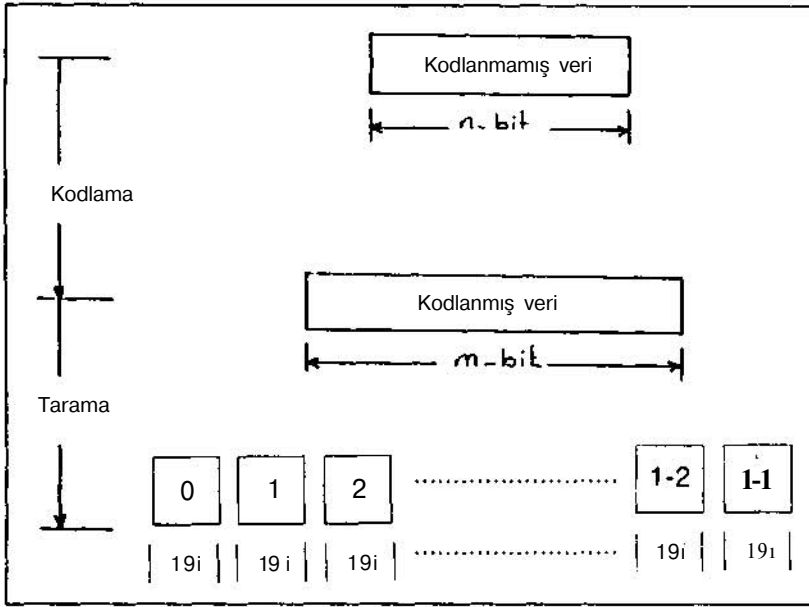 Kodlanmamış veri
n-bit
Kodlama
Kodlanmış veri
m-bit
Tarama
0 1 2 ............ 1-2 1-1
19i 19i 19i ............ 19i 19ı